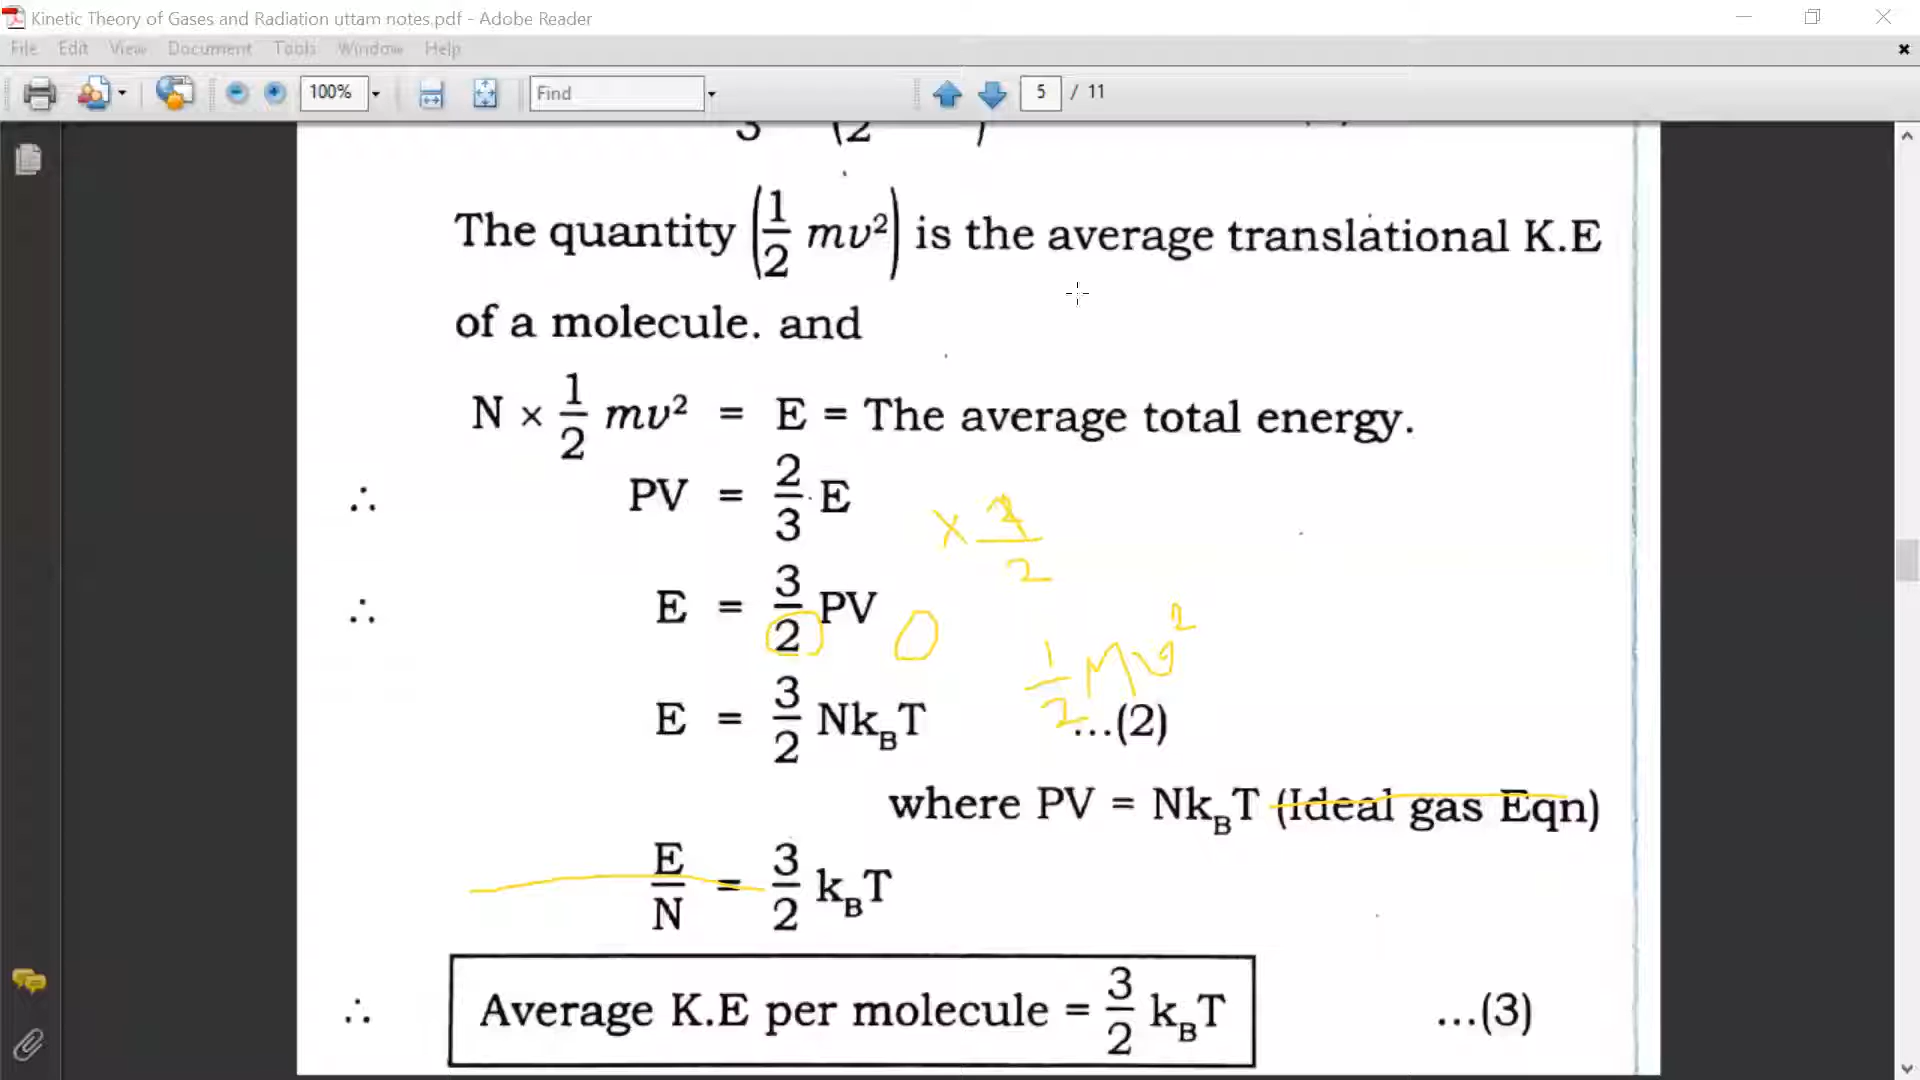 Kinetic Theory of Gases and Radiation uttam notes.pdf - Adobe Reader
File Edit View Document Tools Window Help
100% Find 5 / 11
3 (2 )
The quantity (1/2 mv²) is the average translational K.E
of a molecule. and
N × 1/2 mv² = E = The average total energy.
∴ PV = 2/3 E
× 3/2
∴ E = 3/2 PV
1/2 Mv²
E = 3/2 Nk_BT ...(2)
where PV = Nk_BT (Ideal gas Eqn)
E/N = 3/2 k_BT
∴ Average K.E per molecule = 3/2 k_BT ...(3)